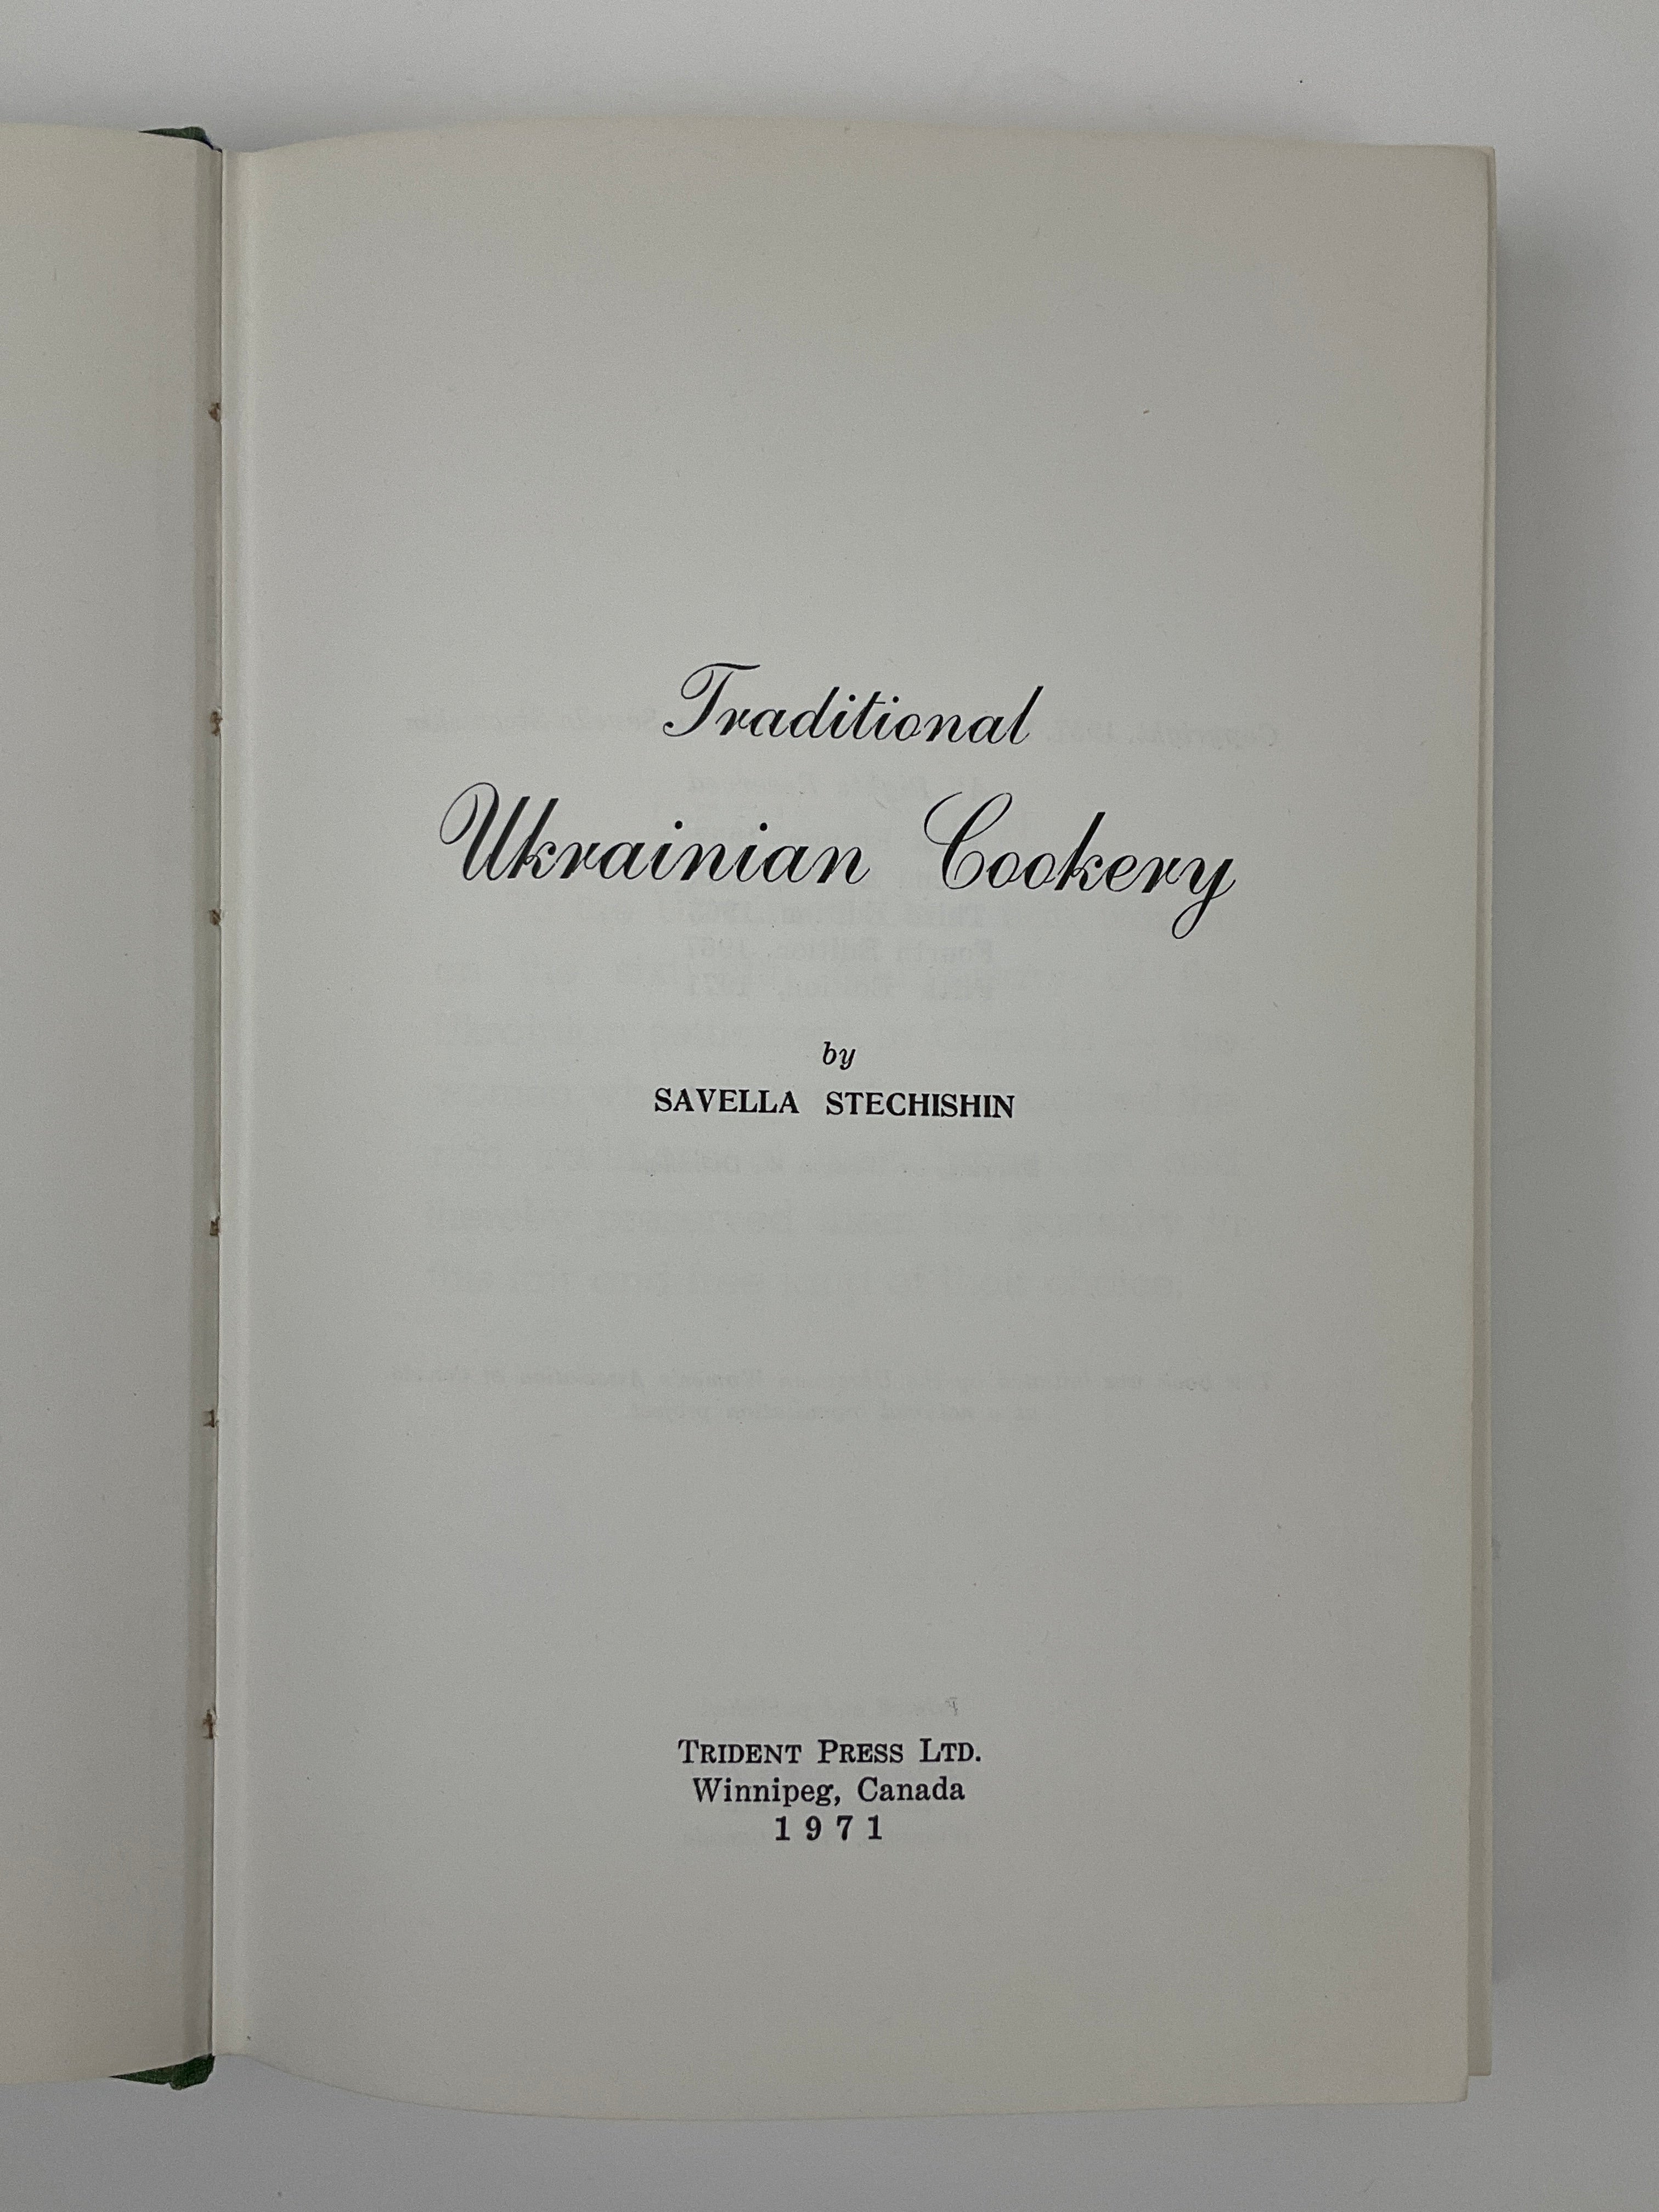 Traditional
Ukrainian Cookery
by
SAVELLA STECHISHIN
TRIDENT PRESS LTD.
Winnipeg, Canada
1971